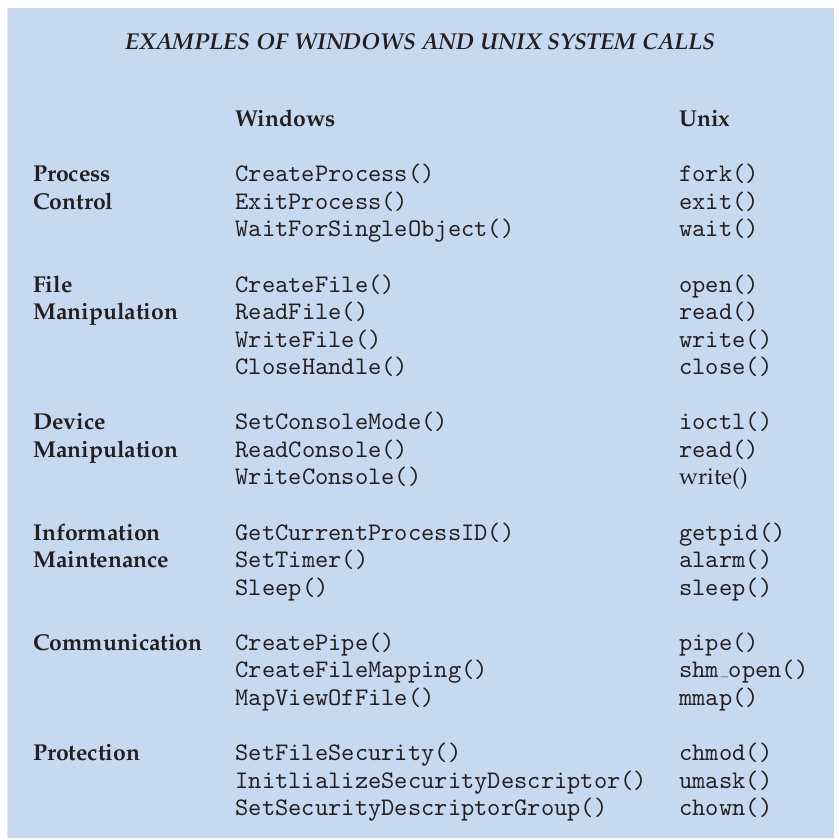 EXAMPLES OF WINDOWS AND UNIX SYSTEM CALLS
Windows Unix
Process CreateProcess() fork()
Control ExitProcess() exit()
WaitForSingleObject() wait()
File CreateFile() open()
Manipulation ReadFile() read()
WriteFile() write()
CloseHandle() close()
Device SetConsoleMode() ioctl()
Manipulation ReadConsole() read()
WriteConsole() write()
Information GetCurrentProcessID() getpid()
Maintenance SetTimer() alarm()
Sleep() sleep()
Communication CreatePipe() pipe()
CreateFileMapping() shm_open()
MapViewOfFile() mmap()
Protection SetFileSecurity() chmod()
InitlializeSecurityDescriptor() umask()
SetSecurityDescriptorGroup() chown()